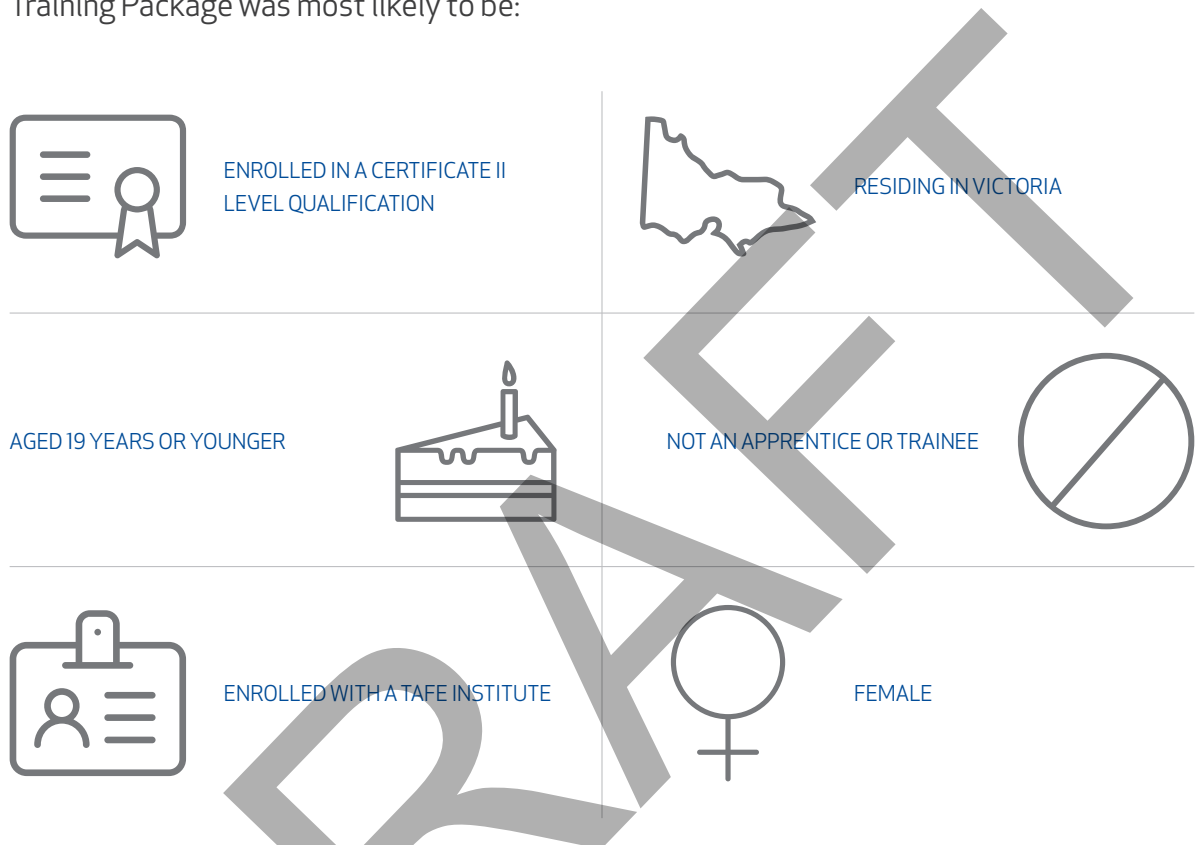 Training Package was most likely to be:
ENROLLED IN A CERTIFICATE II
LEVEL QUALIFICATION
RESIDING IN VICTORIA
AGED 19 YEARS OR YOUNGER
NOT AN APPRENTICE OR TRAINEE
ENROLLED WITH A TAFE INSTITUTE
FEMALE
RAFT